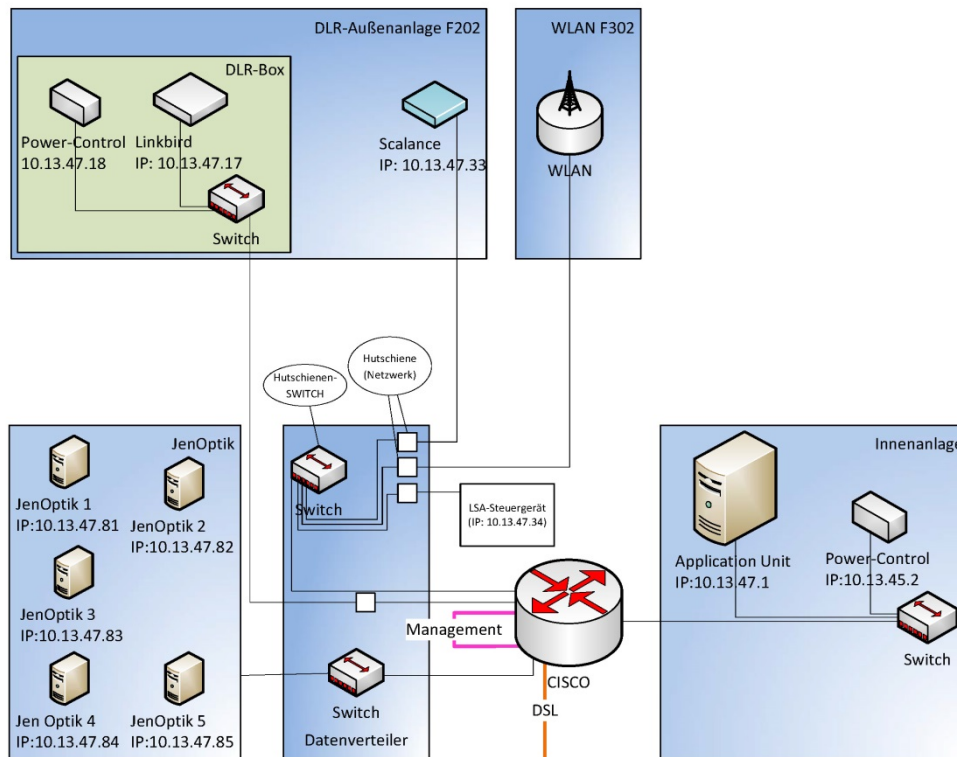 DLR-Außenanlage F202
WLAN F302
DLR-Box
Power-Control
10.13.47.18
Linkbird
IP: 10.13.47.17
Scalance
IP: 10.13.47.33
WLAN
Switch
Hutschienen-
SWITCH
Hutschiene
(Netzwerk)
JenOptik
JenOptik 1
IP:10.13.47.81
JenOptik 2
IP:10.13.47.82
JenOptik 3
IP:10.13.47.83
Jen Optik 4
IP:10.13.47.84
JenOptik 5
IP:10.13.47.85
Switch
LSA-Steuergerät
(IP: 10.13.47.34)
Management
CISCO
DSL
Switch
Datenverteiler
Innenanlage
Application Unit
IP:10.13.47.1
Power-Control
IP:10.13.45.2
Switch